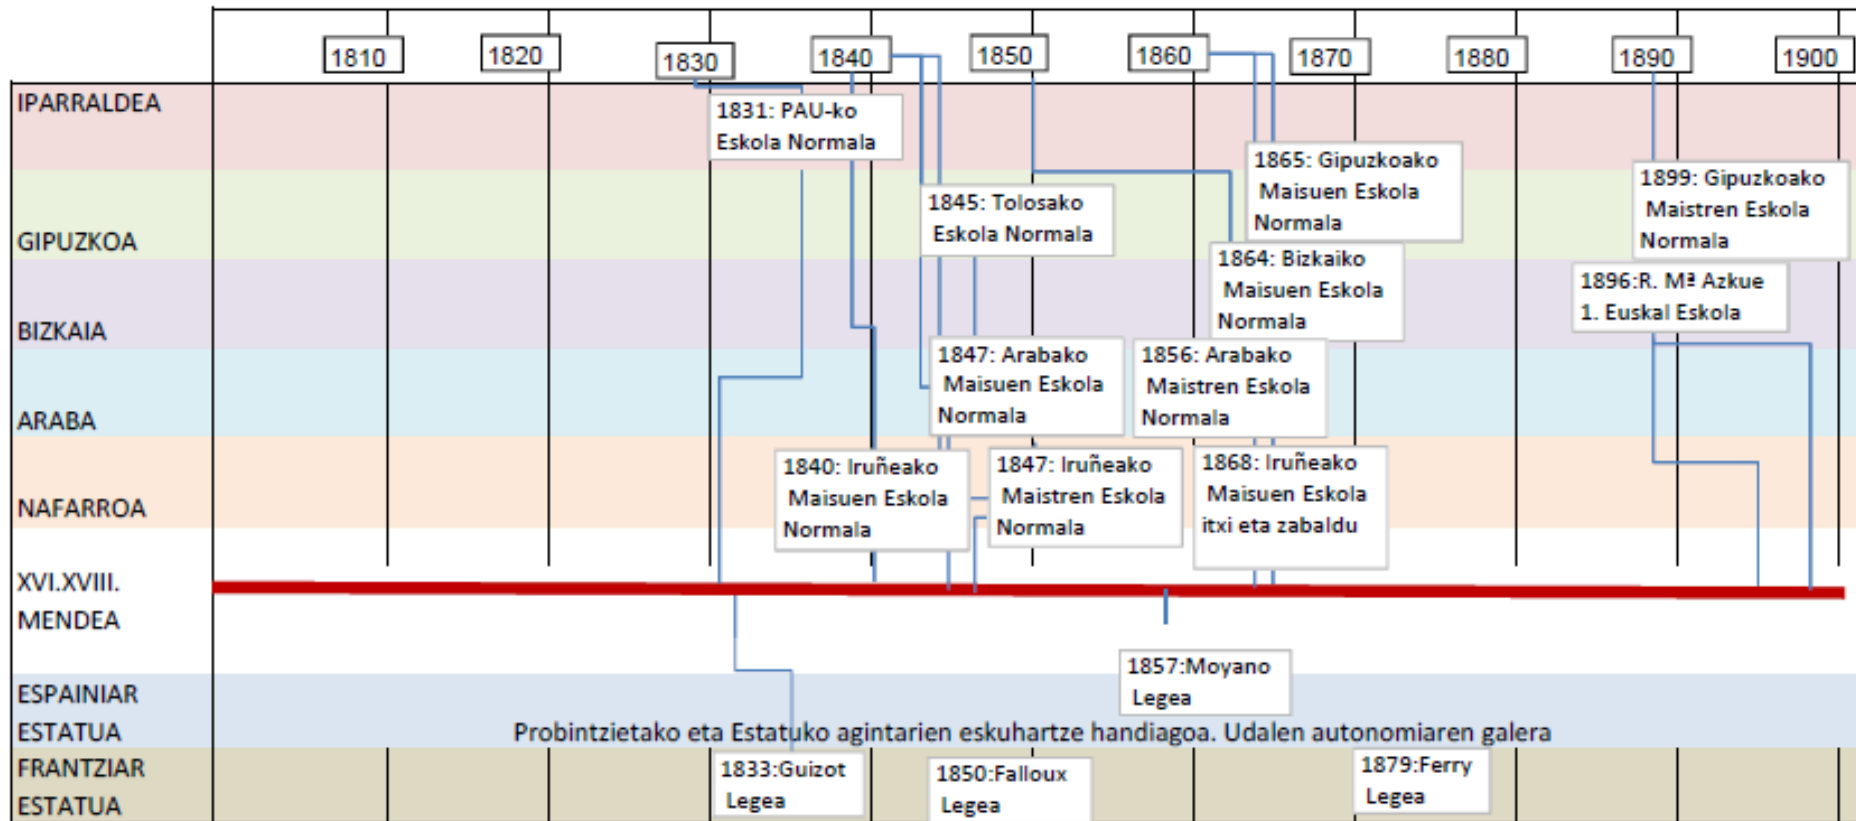 1810
1820
1830
1840
1850
1860
1870
1880
1890
1900
IPARRALDEA
1831: PAU-ko
Eskola Normala
GIPUZKOA
1845: Tolosako
Eskola Normala
1865: Gipuzkoako
Maisuen Eskola
Normala
1899: Gipuzkoako
Maistren Eskola
Normala
BIZKAIA
1864: Bizkaiko
Maisuen Eskola
Normala
1896:R. Mª Azkue
1. Euskal Eskola
ARABA
1847: Arabako
Maisuen Eskola
Normala
1856: Arabako
Maistren Eskola
Normala
NAFARROA
1840: Iruñeako
Maisuen Eskola
Normala
1847: Iruñeako
Maistren Eskola
Normala
1868: Iruñeako
Maisuen Eskola
itxi eta zabaldu
XVI.XVIII.
MENDEA
1857:Moyano
Legea
ESPAINIAR
ESTATUA
Probintzietako eta Estatuko agintarien eskuhartze handiagoa. Udalen autonomiaren galera
FRANTZIAR
ESTATUA
1833:Guizot
Legea
1850:Falloux
Legea
1879:Ferry
Legea